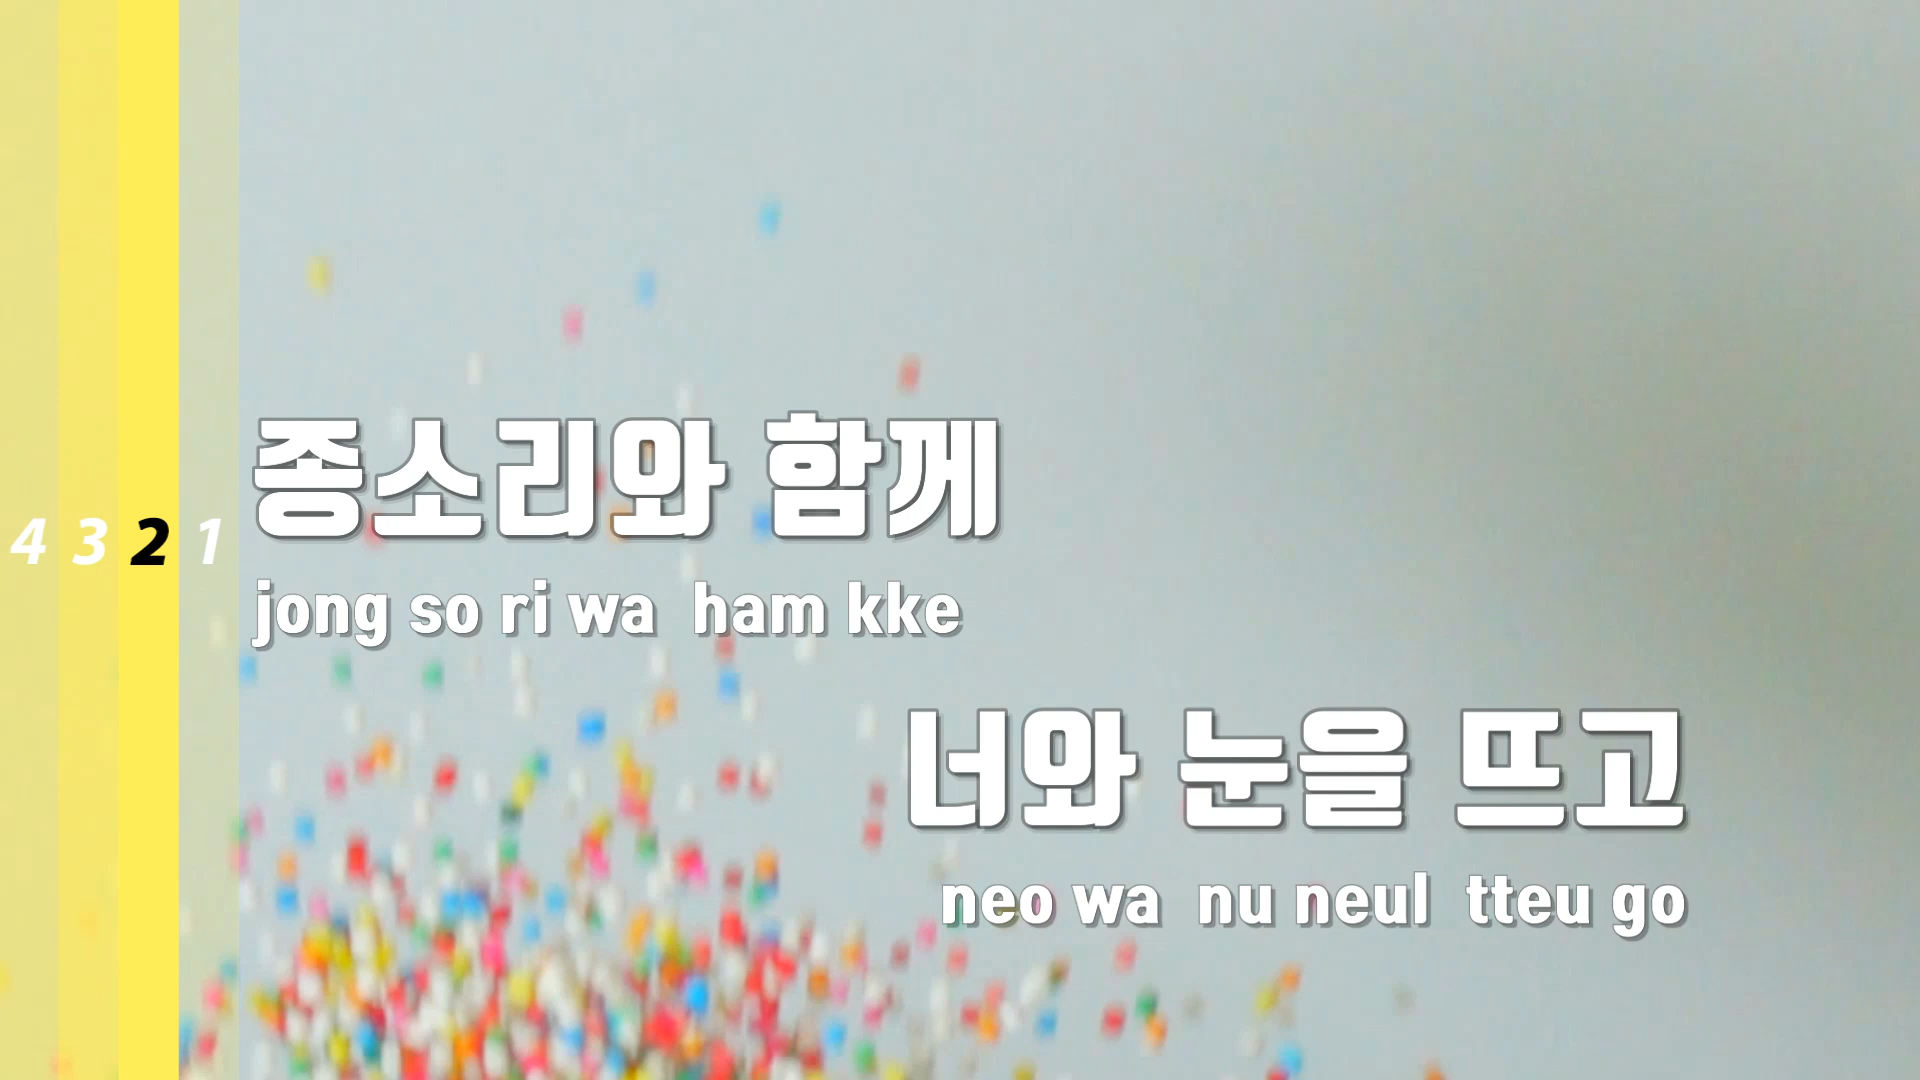 4 3 2 1
종소리와 함께
jong so ri wa ham kke
너와 눈을 뜨고
neo wa nu neul tteu go